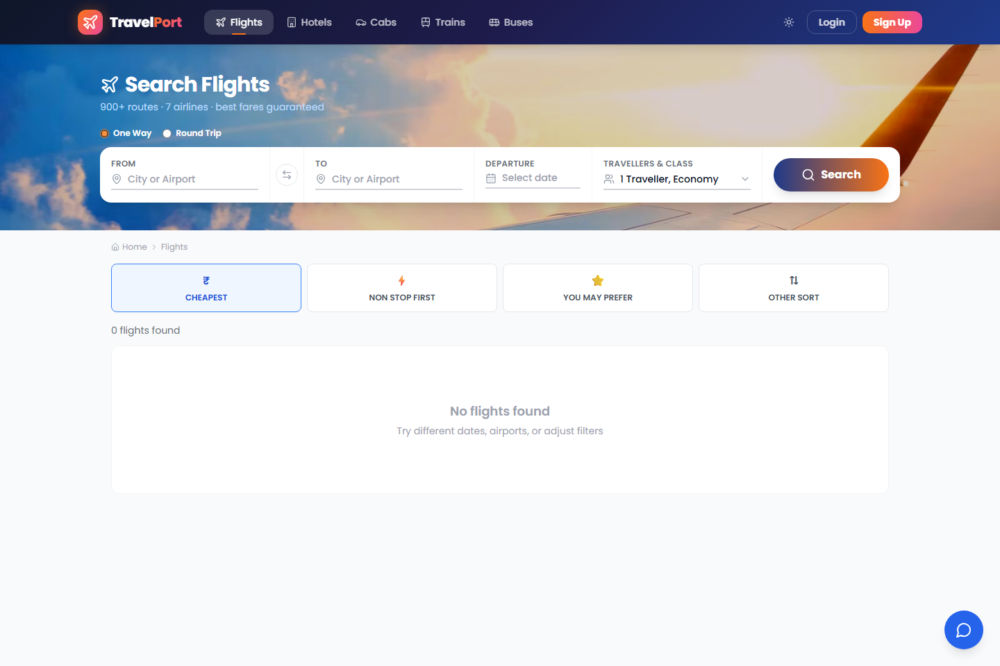 TravelPort
Flights
Hotels
Cabs
Trains
Buses
Login
Sign Up
Search Flights
900+ routes · 7 airlines · best fares guaranteed
One Way
Round Trip
FROM
City or Airport
TO
City or Airport
DEPARTURE
Select date
TRAVELLERS & CLASS
1 Traveller, Economy
Search
Home > Flights
₹
CHEAPEST
NON STOP FIRST
YOU MAY PREFER
OTHER SORT
0 flights found
No flights found
Try different dates, airports, or adjust filters